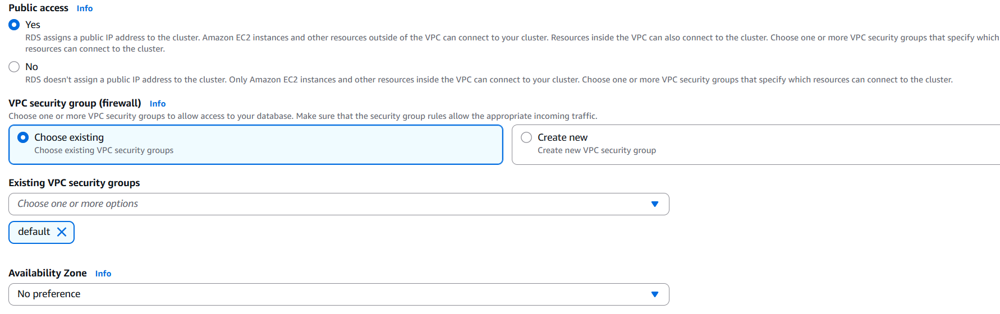 Public access Info
Yes
RDS assigns a public IP address to the cluster. Amazon EC2 instances and other resources outside of the VPC can connect to your cluster. Resources inside the VPC can also connect to the cluster. Choose one or more VPC security groups that specify which
resources can connect to the cluster.
No
RDS doesn't assign a public IP address to the cluster. Only Amazon EC2 instances and other resources inside the VPC can connect to your cluster. Choose one or more VPC security groups that specify which resources can connect to the cluster.
VPC security group (firewall) Info
Choose one or more VPC security groups to allow access to your database. Make sure that the security group rules allow the appropriate incoming traffic.
Choose existing
Choose existing VPC security groups
Create new
Create new VPC security group
Existing VPC security groups
Choose one or more options
default
Availability Zone Info
No preference